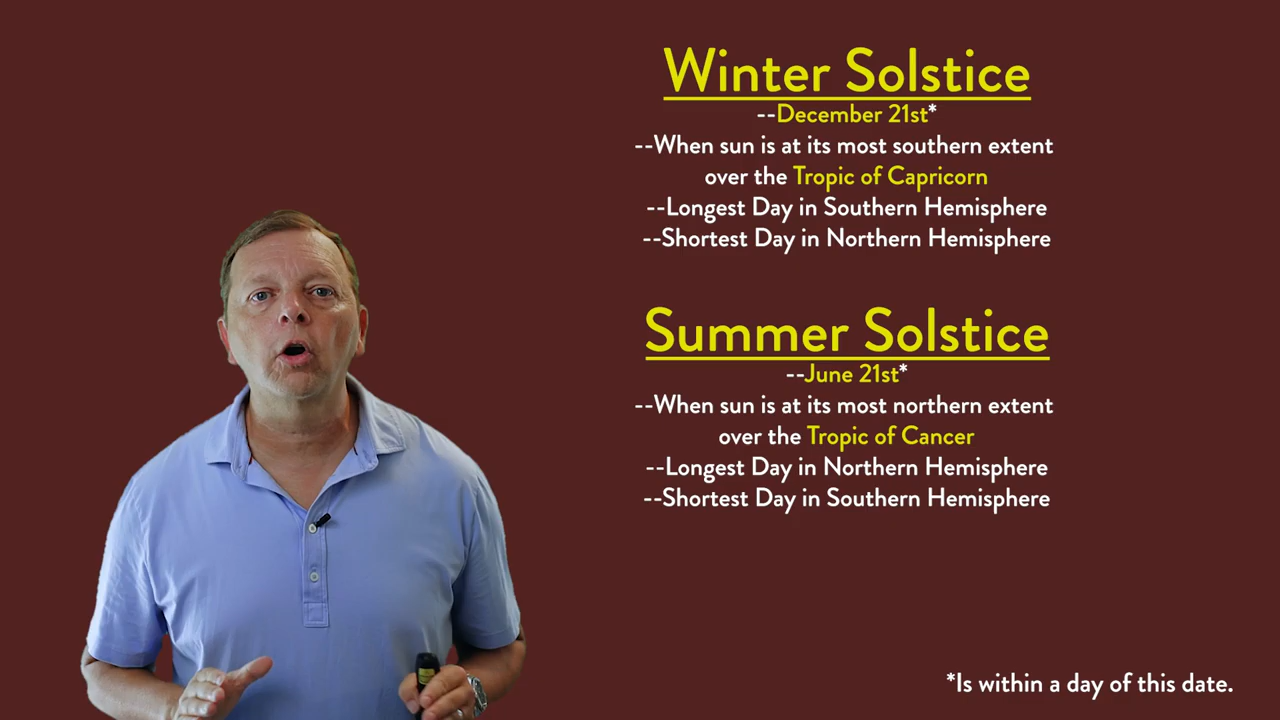 Winter Solstice
--December 21st*
--When sun is at its most southern extent
over the Tropic of Capricorn
--Longest Day in Southern Hemisphere
--Shortest Day in Northern Hemisphere
Summer Solstice
--June 21st*
--When sun is at its most northern extent
over the Tropic of Cancer
--Longest Day in Northern Hemisphere
--Shortest Day in Southern Hemisphere
*Is within a day of this date.